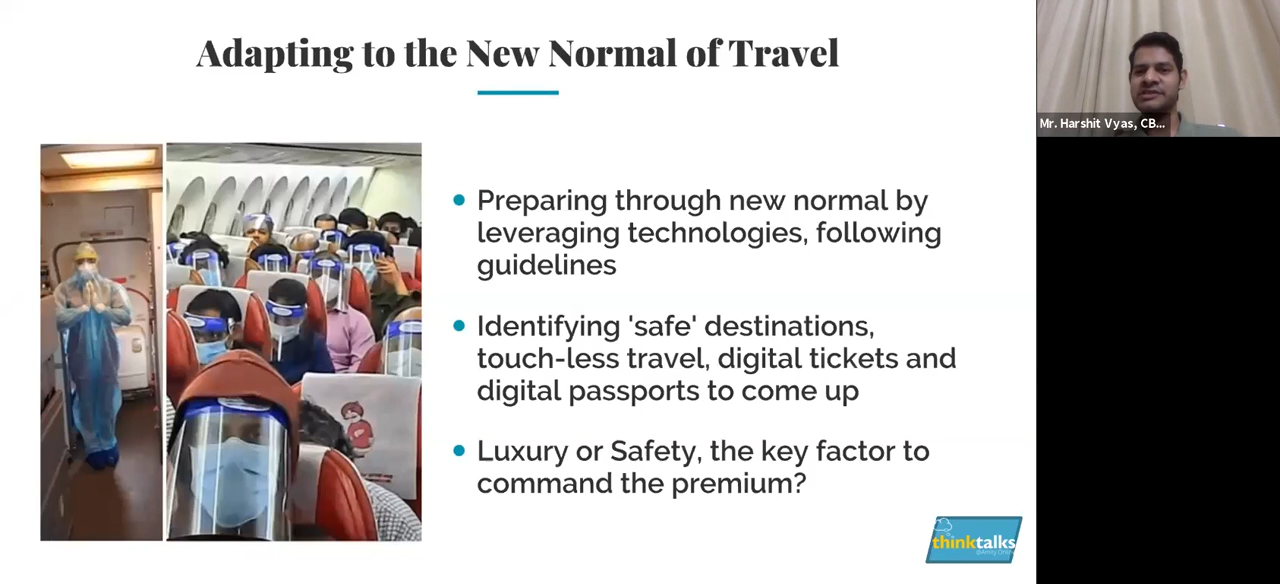 Adapting to the New Normal of Travel
Mr. Harshit Vyas, CB...
Preparing through new normal by
leveraging technologies, following
guidelines
Identifying 'safe' destinations,
touch-less travel, digital tickets and
digital passports to come up
Luxury or Safety, the key factor to
command the premium?
thinktalks